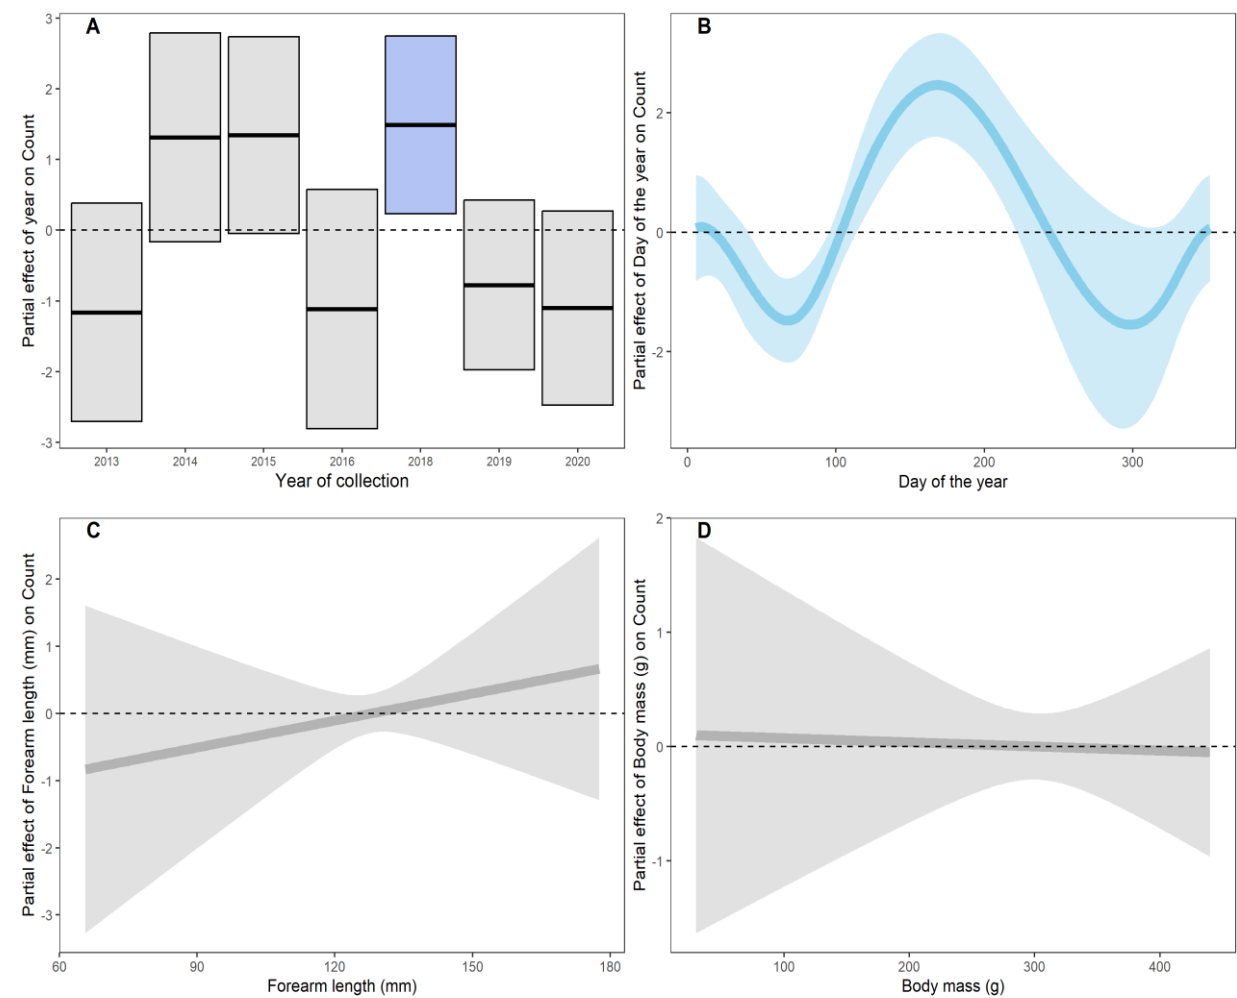 A
Partial effect of year on Count
3
2
1
0
-1
-2
-3
2013 2014 2015 2016 2018 2019 2020
Year of collection
B
Partial effect of Day of the year on Count
2
0
-2
0 100 200 300
Day of the year
C
Partial effect of Forearm length (mm) on Count
2
1
0
-1
-2
-3
60 90 120 150 180
Forearm length (mm)
D
Partial effect of Body mass (g) on Count
2
1
0
-1
100 200 300 400
Body mass (g)